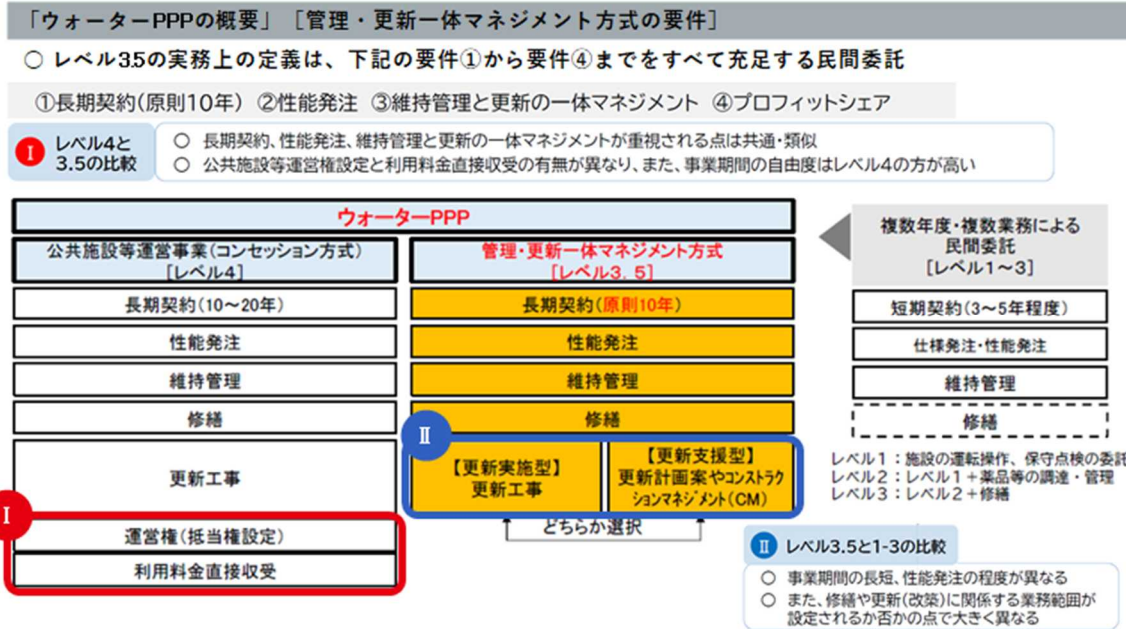 「ウォーターPPPの概要」［管理・更新一体マネジメント方式の要件］
○ レベル3.5の実務上の定義は、下記の要件①から要件④までをすべて充足する民間委託
①長期契約(原則10年) ②性能発注 ③維持管理と更新の一体マネジメント ④プロフィットシェア
Ⅰ
レベル4と
3.5の比較
○ 長期契約、性能発注、維持管理と更新の一体マネジメントが重視される点は共通・類似
○ 公共施設等運営権設定と利用料金直接収受の有無が異なり、また、事業期間の自由度はレベル4の方が高い
ウォーターPPP
公共施設等運営事業(コンセッション方式)
[レベル4]
長期契約(10～20年)
性能発注
維持管理
修繕
更新工事
Ⅰ
運営権(抵当権設定)
利用料金直接収受
管理・更新一体マネジメント方式
[レベル3.5]
長期契約(原則10年)
性能発注
維持管理
修繕
Ⅱ
【更新実施型】
更新工事
【更新支援型】
更新計画案やコンストラク
ションマネジメント(CM)
どちらか選択
複数年度・複数業務による
民間委託
[レベル1～3]
短期契約(3～5年程度)
仕様発注・性能発注
維持管理
修繕
レベル1：施設の運転操作、保守点検の委託
レベル2：レベル1＋薬品等の調達・管理
レベル3：レベル2＋修繕
Ⅱ レベル3.5と1-3の比較
○ 事業期間の長短、性能発注の程度が異なる
○ また、修繕や更新(改築)に関係する業務範囲が
設定されるか否かの点で大きく異なる